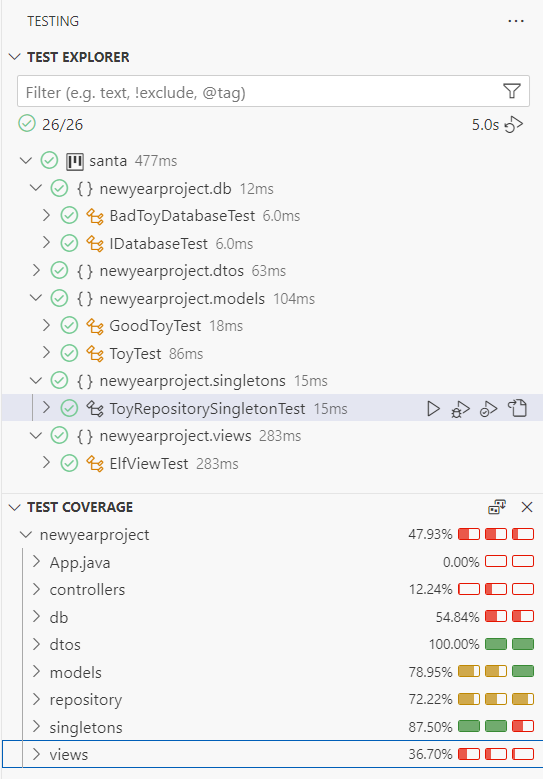 TESTING
TEST EXPLORER
Filter (e.g. text, !exclude, @tag)
26/26 5.0s
santa 477ms
{} newyearproject.db 12ms
BadToyDatabaseTest 6.0ms
IDatabaseTest 6.0ms
{} newyearproject.dtos 63ms
{} newyearproject.models 104ms
GoodToyTest 18ms
ToyTest 86ms
{} newyearproject.singletons 15ms
ToyRepositorySingletonTest 15ms
{} newyearproject.views 283ms
ElfViewTest 283ms
TEST COVERAGE
newyearproject 47.93%
App.java 0.00%
controllers 12.24%
db 54.84%
dtos 100.00%
models 78.95%
repository 72.22%
singletons 87.50%
views 36.70%